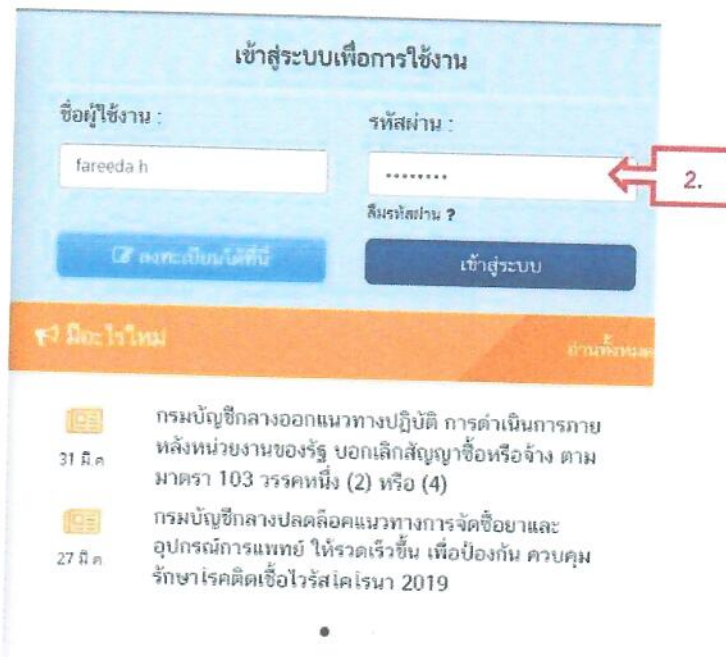 เข้าสู่ระบบเพื่อการใช้งาน
ชื่อผู้ใช้งาน :
รหัสผ่าน :
fareeda.h
••••••••
2.
ลืมรหัสผ่าน ?
ลงทะเบียนได้ที่นี่
เข้าสู่ระบบ
มีอะไรใหม่
อ่านทั้งหมด
กรมบัญชีกลางออกแนวทางปฏิบัติ การดำเนินการภาย
31 มี.ค
หลังหน่วยงานของรัฐ บอกเลิกสัญญาซื้อหรือจ้าง ตาม
มาตรา 103 วรรคหนึ่ง (2) หรือ (4)
กรมบัญชีกลางปลดล็อคแนวทางการจัดซื้อยาและ
27 มี.ค
อุปกรณ์การแพทย์ ให้รวดเร็วขึ้น เพื่อป้องกัน ควบคุม
รักษาโรคติดเชื้อไวรัสโคโรนา 2019